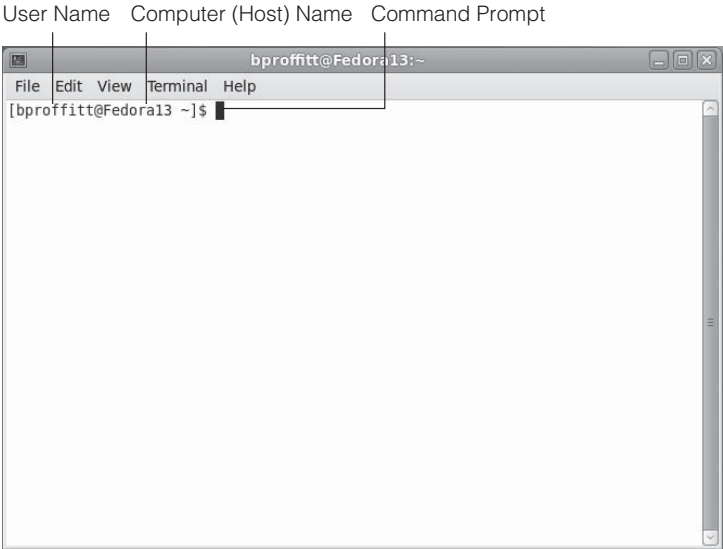 User Name Computer (Host) Name Command Prompt
bproffitt@Fedora13:~
File Edit View Terminal Help
[bproffitt@Fedora13 ~]$